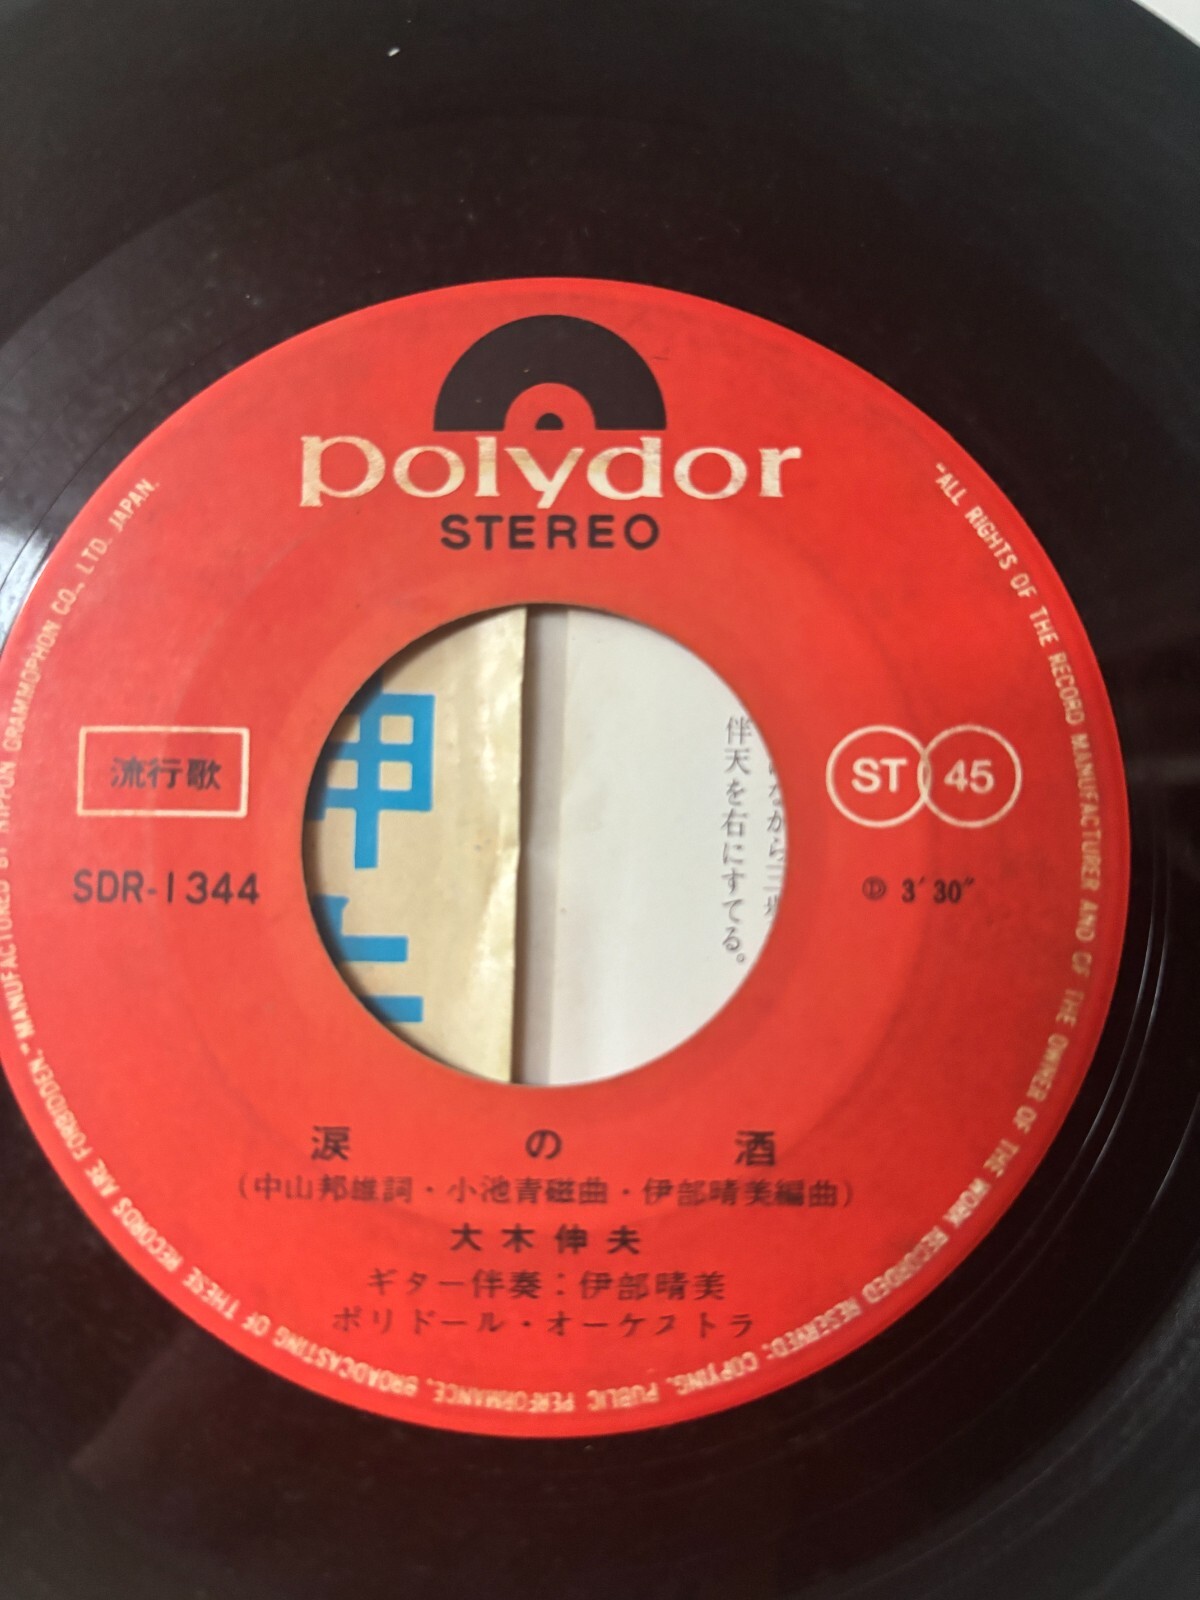 polydor
STEREO
流行歌
ST 45
SDR-1344
Ⓓ 3′30″
涙の酒
(中山邦雄詞・小池青磁曲・伊部晴美編曲)
大木伸夫
ギター伴奏：伊部晴美
ポリドール・オーケストラ
"ALL RIGHTS OF THE RECORD MANUFACTURER AND OF THE OWNER OF THE WORK RECORDED RESERVED: COPYING, PUBLIC PERFORMANCE, BROADCASTING OF THESE RECORDS ARE FORBIDDEN." MANUFACTURED BY NIPPON GRAMMOPHON CO., LTD. JAPAN.
伴天を右にすてる。